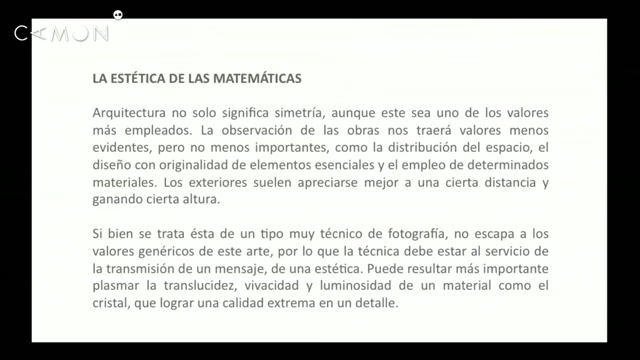 CAMON
LA ESTÉTICA DE LAS MATEMÁTICAS
Arquitectura no solo significa simetría, aunque este sea uno de los valores
más empleados. La observación de las obras nos traerá valores menos
evidentes, pero no menos importantes, como la distribución del espacio, el
diseño con originalidad de elementos esenciales y el empleo de determinados
materiales. Los exteriores suelen apreciarse mejor a una cierta distancia y
ganando cierta altura.
Si bien se trata ésta de un tipo muy técnico de fotografía, no escapa a los
valores genéricos de este arte, por lo que la técnica debe estar al servicio de
la transmisión de un mensaje, de una estética. Puede resultar más importante
plasmar la translucidez, vivacidad y luminosidad de un material como el
cristal, que lograr una calidad extrema en un detalle.